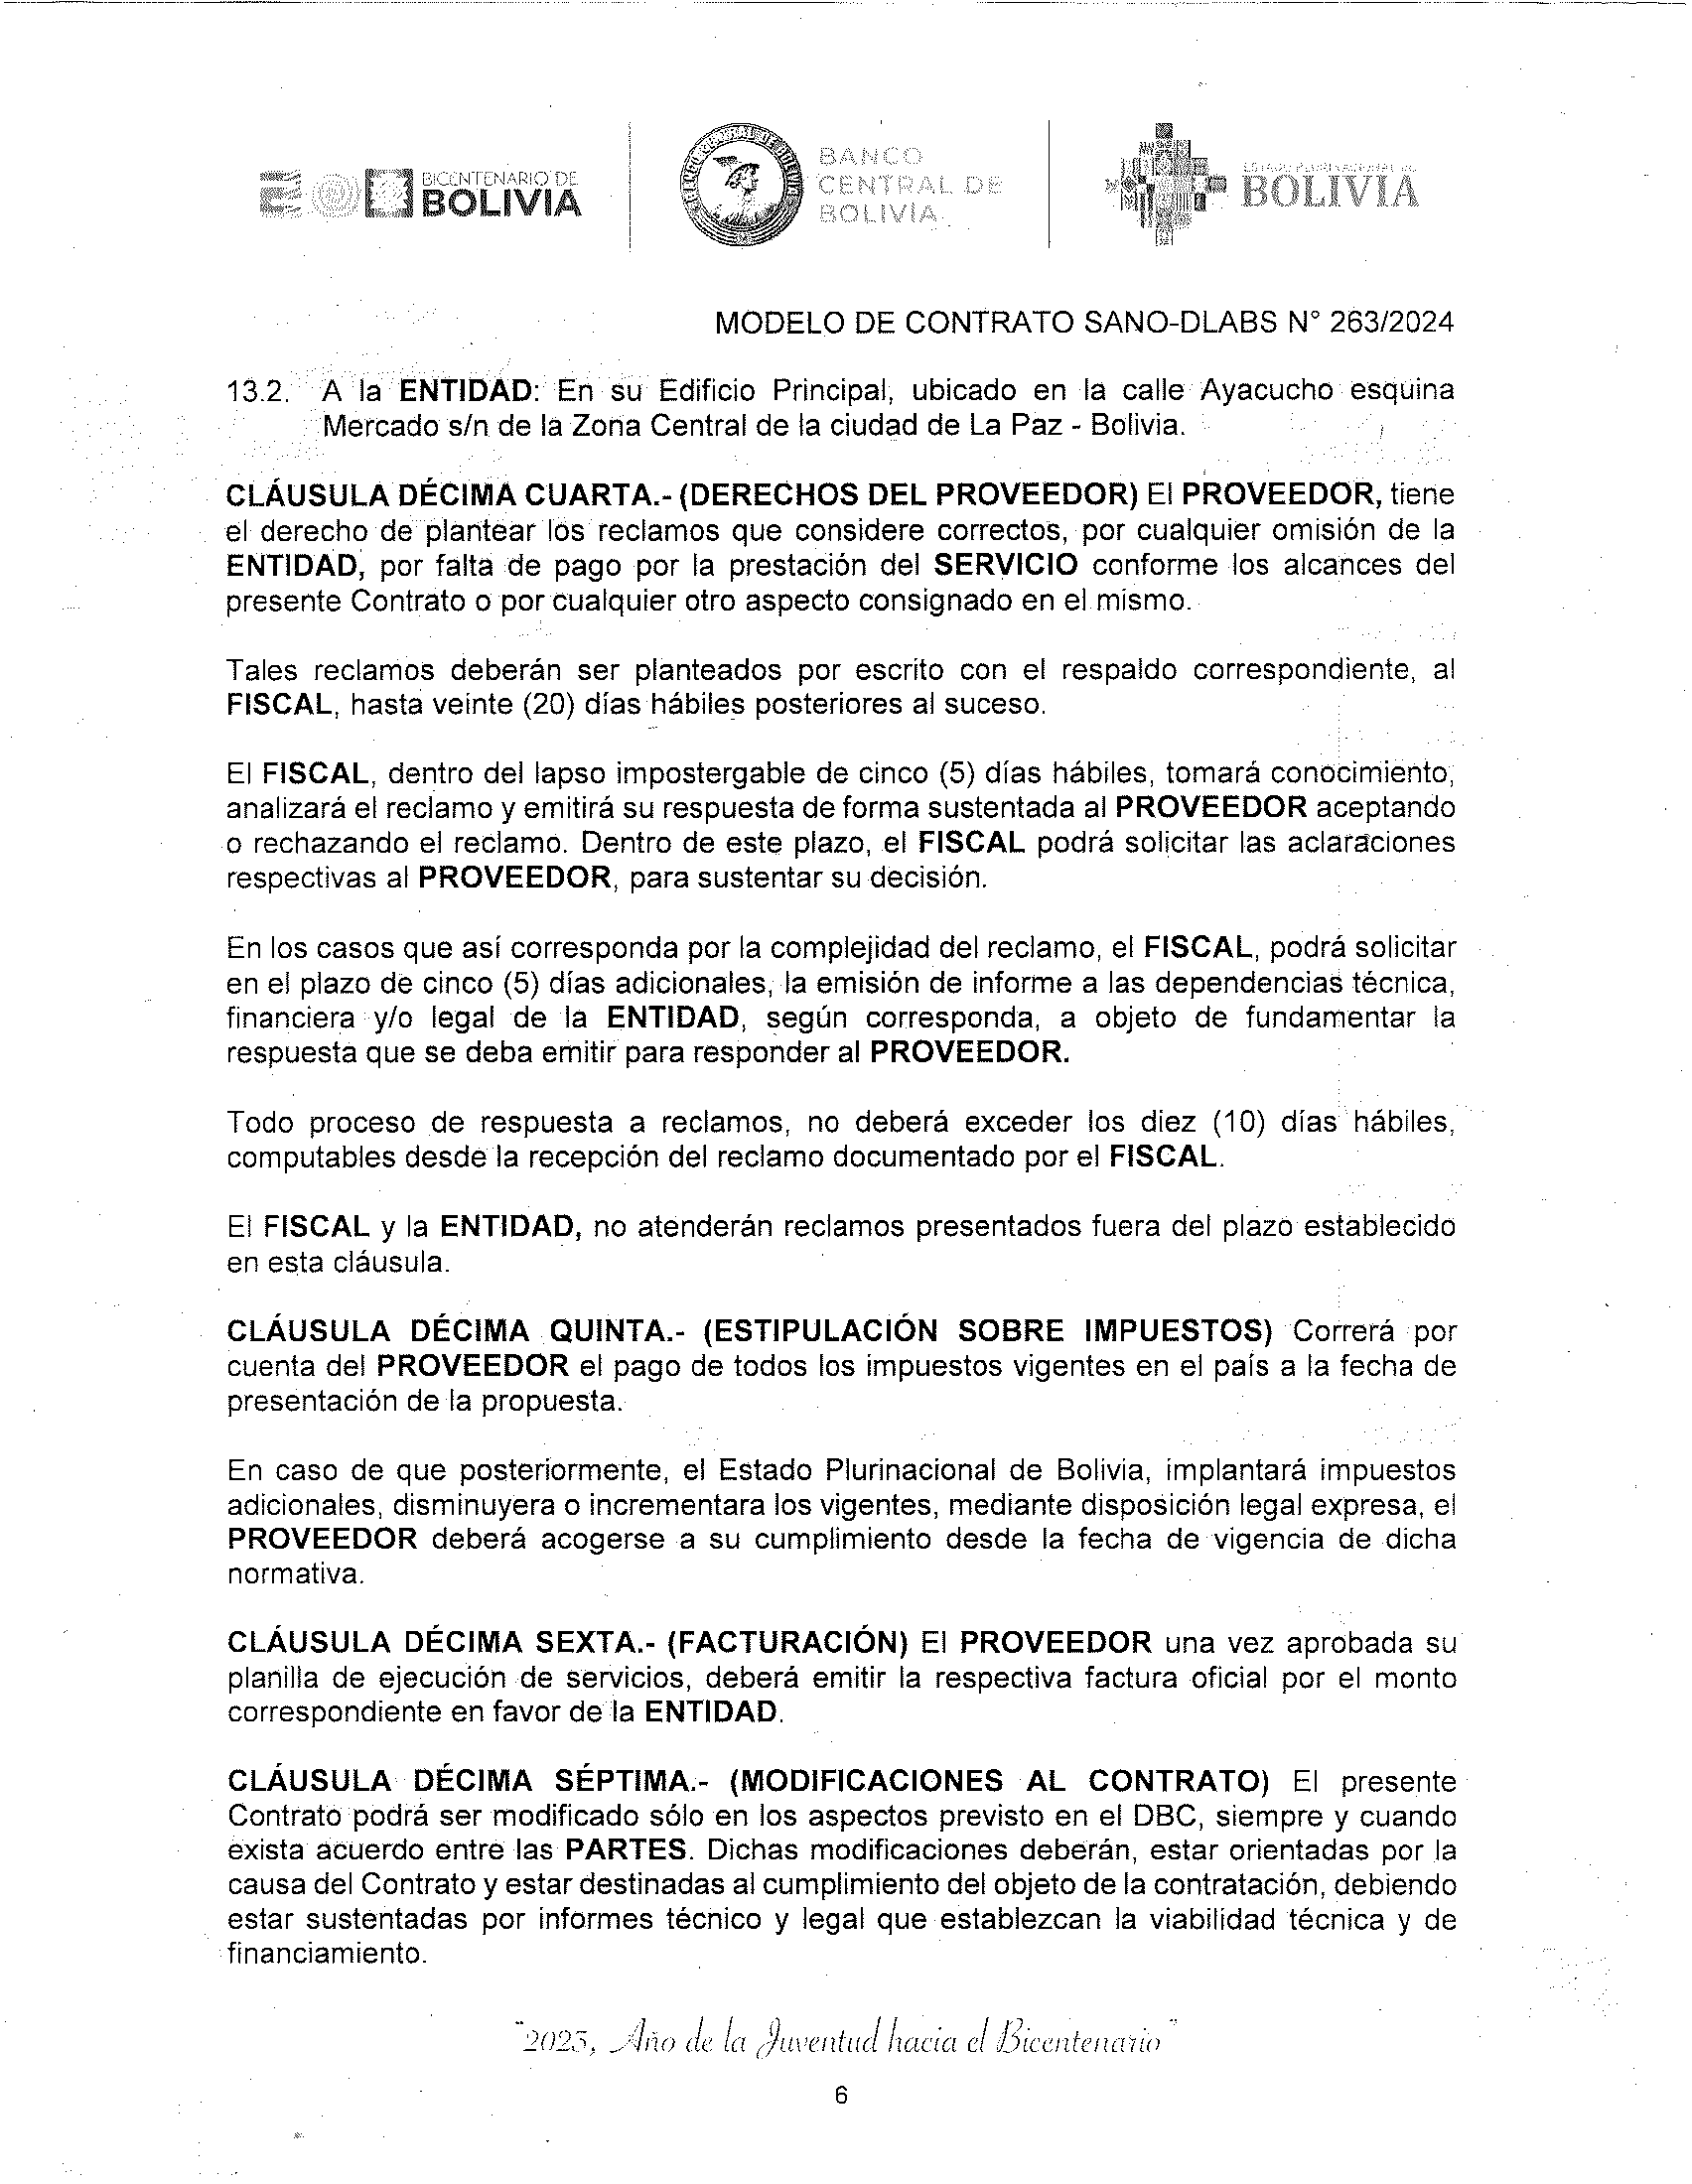 BICENTENARIO DE
BOLIVIA
BANCO
CENTRAL DE
BOLIVIA
ESTADO PLURINACIONAL DE
BOLIVIA
MODELO DE CONTRATO SANO-DLABS N° 263/2024
13.2. A la ENTIDAD: En su Edificio Principal, ubicado en la calle Ayacucho esquina
Mercado s/n de la Zona Central de la ciudad de La Paz - Bolivia.
CLÁUSULA DÉCIMA CUARTA.- (DERECHOS DEL PROVEEDOR) El PROVEEDOR, tiene
el derecho de plantear los reclamos que considere correctos, por cualquier omisión de la
ENTIDAD, por falta de pago por la prestación del SERVICIO conforme los alcances del
presente Contrato o por cualquier otro aspecto consignado en el mismo.
Tales reclamos deberán ser planteados por escrito con el respaldo correspondiente, al
FISCAL, hasta veinte (20) días hábiles posteriores al suceso.
El FISCAL, dentro del lapso impostergable de cinco (5) días hábiles, tomará conocimiento,
analizará el reclamo y emitirá su respuesta de forma sustentada al PROVEEDOR aceptando
o rechazando el reclamo. Dentro de este plazo, el FISCAL podrá solicitar las aclaraciones
respectivas al PROVEEDOR, para sustentar su decisión.
En los casos que así corresponda por la complejidad del reclamo, el FISCAL, podrá solicitar
en el plazo de cinco (5) días adicionales, la emisión de informe a las dependencias técnica,
financiera y/o legal de la ENTIDAD, según corresponda, a objeto de fundamentar la
respuesta que se deba emitir para responder al PROVEEDOR.
Todo proceso de respuesta a reclamos, no deberá exceder los diez (10) días hábiles,
computables desde la recepción del reclamo documentado por el FISCAL.
El FISCAL y la ENTIDAD, no atenderán reclamos presentados fuera del plazo establecido
en esta cláusula.
CLÁUSULA DÉCIMA QUINTA.- (ESTIPULACIÓN SOBRE IMPUESTOS) Correrá por
cuenta del PROVEEDOR el pago de todos los impuestos vigentes en el país a la fecha de
presentación de la propuesta.
En caso de que posteriormente, el Estado Plurinacional de Bolivia, implantará impuestos
adicionales, disminuyera o incrementara los vigentes, mediante disposición legal expresa, el
PROVEEDOR deberá acogerse a su cumplimiento desde la fecha de vigencia de dicha
normativa.
CLÁUSULA DÉCIMA SEXTA.- (FACTURACIÓN) El PROVEEDOR una vez aprobada su
planilla de ejecución de servicios, deberá emitir la respectiva factura oficial por el monto
correspondiente en favor de la ENTIDAD.
CLÁUSULA DÉCIMA SÉPTIMA.- (MODIFICACIONES AL CONTRATO) El presente
Contrato podrá ser modificado sólo en los aspectos previsto en el DBC, siempre y cuando
exista acuerdo entre las PARTES. Dichas modificaciones deberán, estar orientadas por la
causa del Contrato y estar destinadas al cumplimiento del objeto de la contratación, debiendo
estar sustentadas por informes técnico y legal que establezcan la viabilidad técnica y de
financiamiento.
"2023, Año de la Juventud hacia el Bicentenario"
6